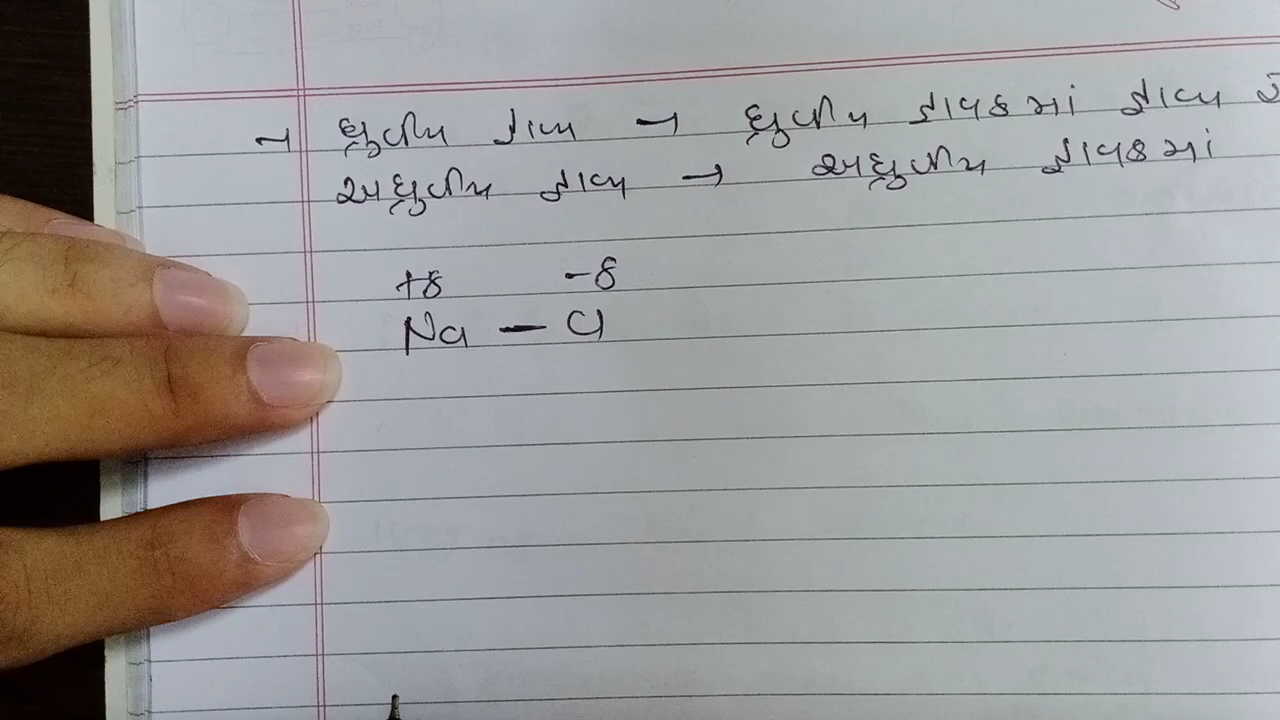 → ધ્રુવીય દ્રાવ્ય → ધ્રુવીય દ્રાવકમાં દ્રાવ્ય
અધ્રુવીય દ્રાવ્ય → અધ્રુવીય દ્રાવકમાં
+δ -δ
Na — Cl